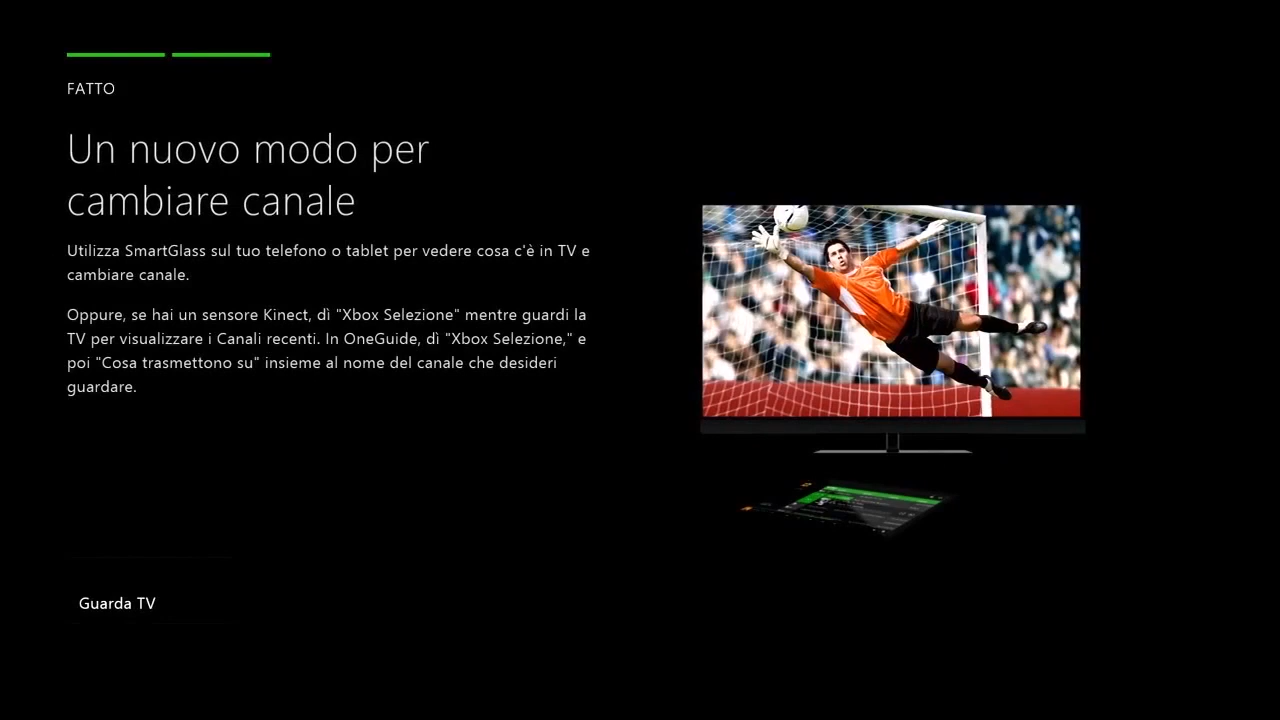 FATTO
Un nuovo modo per
cambiare canale
Utilizza SmartGlass sul tuo telefono o tablet per vedere cosa c'è in TV e
cambiare canale.
Oppure, se hai un sensore Kinect, dì "Xbox Selezione" mentre guardi la
TV per visualizzare i Canali recenti. In OneGuide, dì "Xbox Selezione," e
poi "Cosa trasmettono su" insieme al nome del canale che desideri
guardare.
Guarda TV